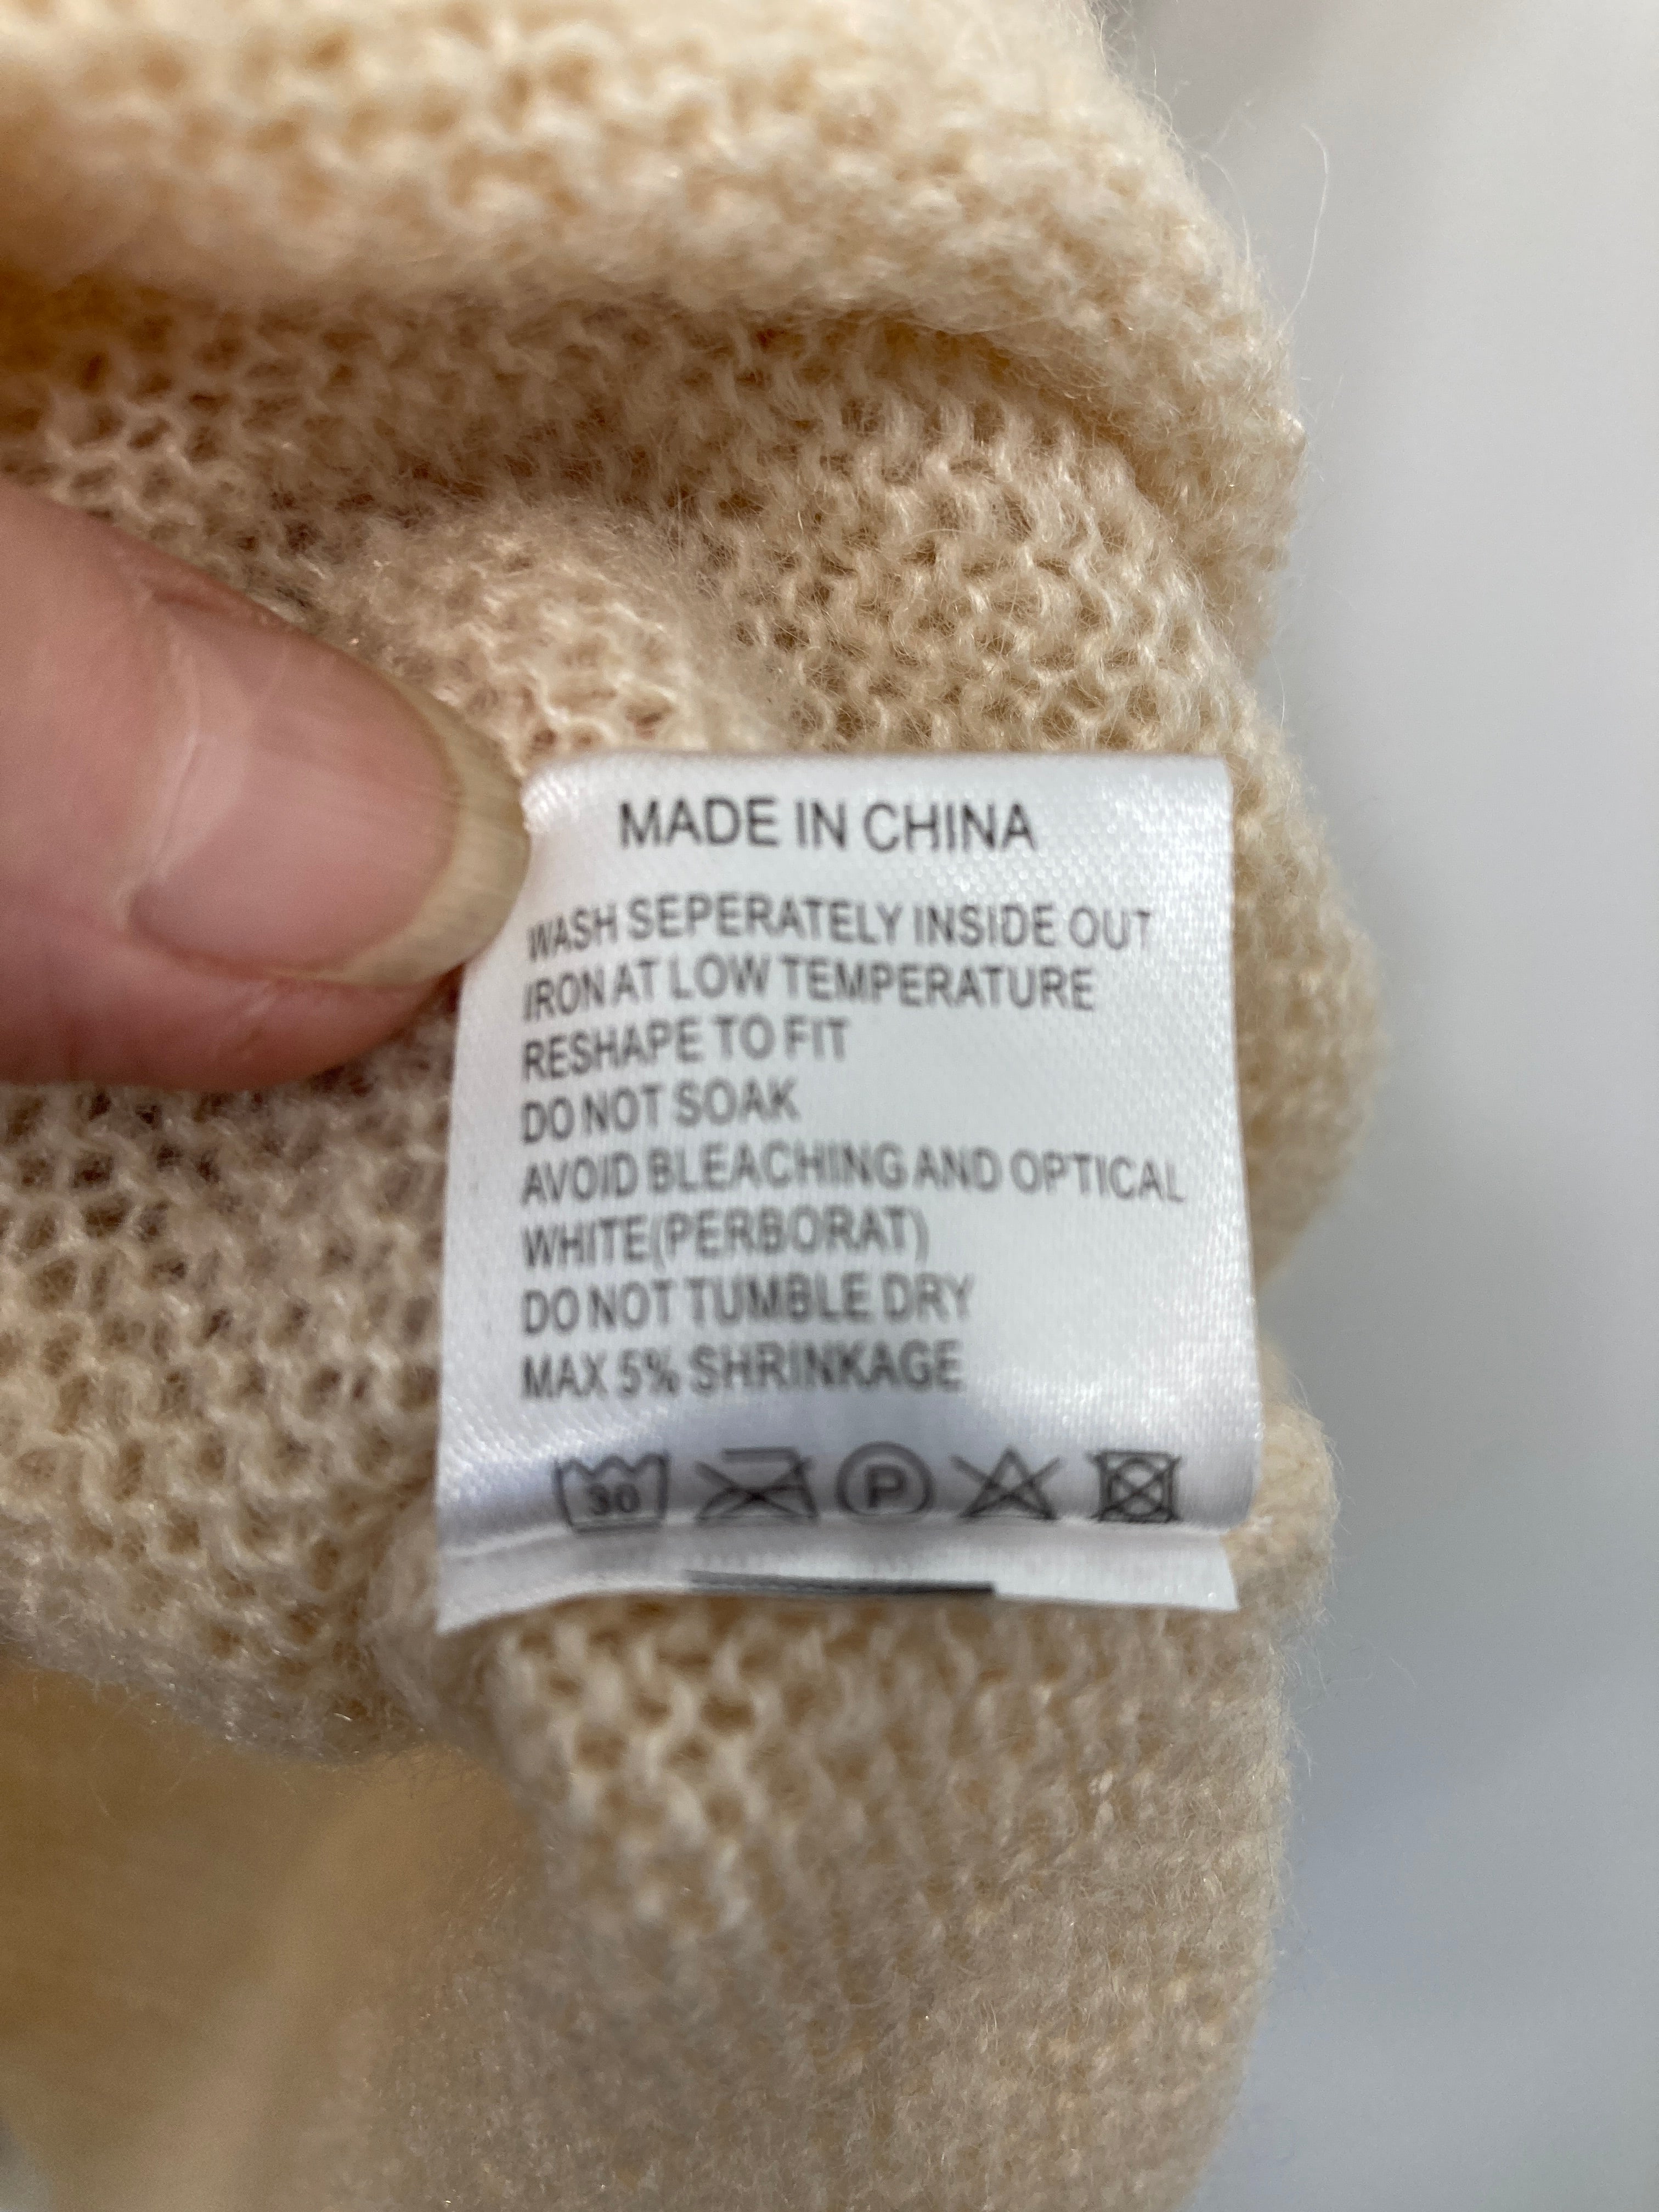 MADE IN CHINA
WASH SEPERATELY INSIDE OUT
IRON AT LOW TEMPERATURE
RESHAPE TO FIT
DO NOT SOAK
AVOID BLEACHING AND OPTICAL
WHITE(PERBORAT)
DO NOT TUMBLE DRY
MAX 5% SHRINKAGE
30 P